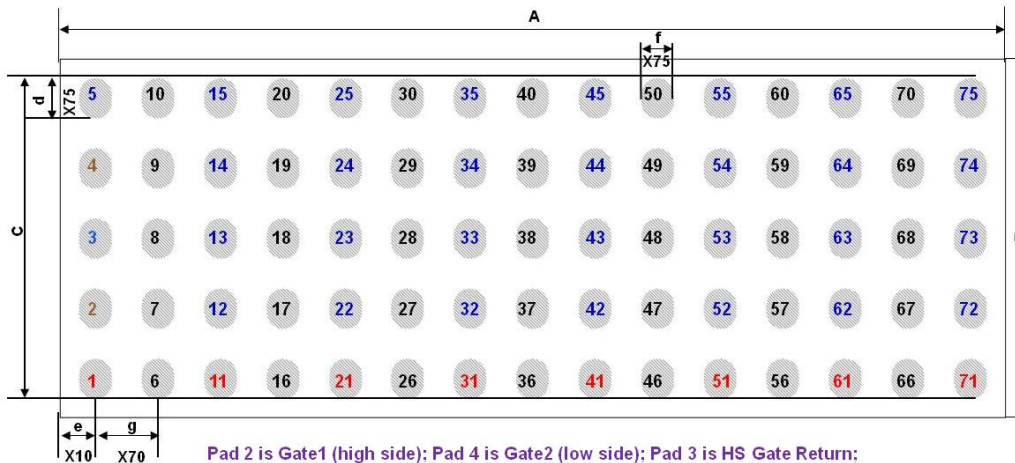 A
f
X75
d
X75
5 10 15 20 25 30 35 40 45 50 55 60 65 70 75
4 9 14 19 24 29 34 39 44 49 54 59 64 69 74
C
3 8 13 18 23 28 33 38 43 48 53 58 63 68 73
2 7 12 17 22 27 32 37 42 47 52 57 62 67 72
1 6 11 16 21 26 31 36 41 46 51 56 61 66 71
e g
X10 X70
Pad 2 is Gate1 (high side); Pad 4 is Gate2 (low side); Pad 3 is HS Gate Return;